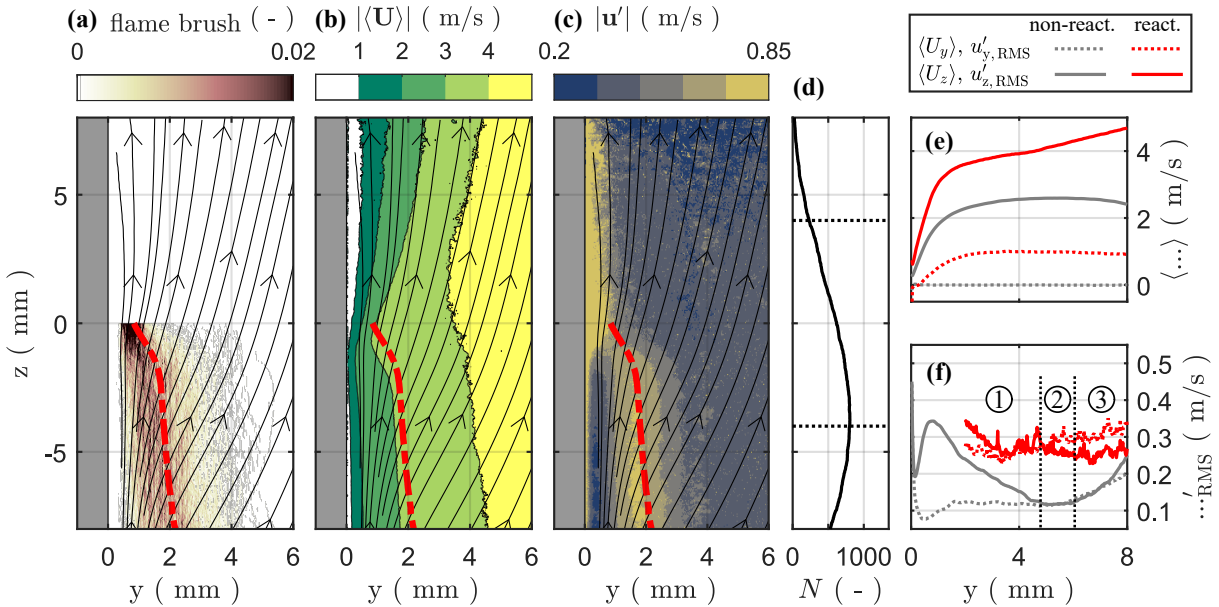 (a) flame brush ( - )
0 0.02
(b) |⟨U⟩| ( m/s )
1 2 3 4
(c) |u′| ( m/s )
0.2 0.85
(d)
non-react. react.
⟨U_y⟩, u′_y,RMS
⟨U_z⟩, u′_z,RMS
z ( mm )
5
0
-5
0 2 4 6
y ( mm )
0 2 4 6
y ( mm )
0 2 4 6
y ( mm )
0 1000
N ( - )
(e)
4
2
0
⟨...⟩ ( m/s )
(f)
① ② ③
0.5
0.4
0.3
0.2
0.1
...′_RMS ( m/s )
0 4 8
y ( mm )